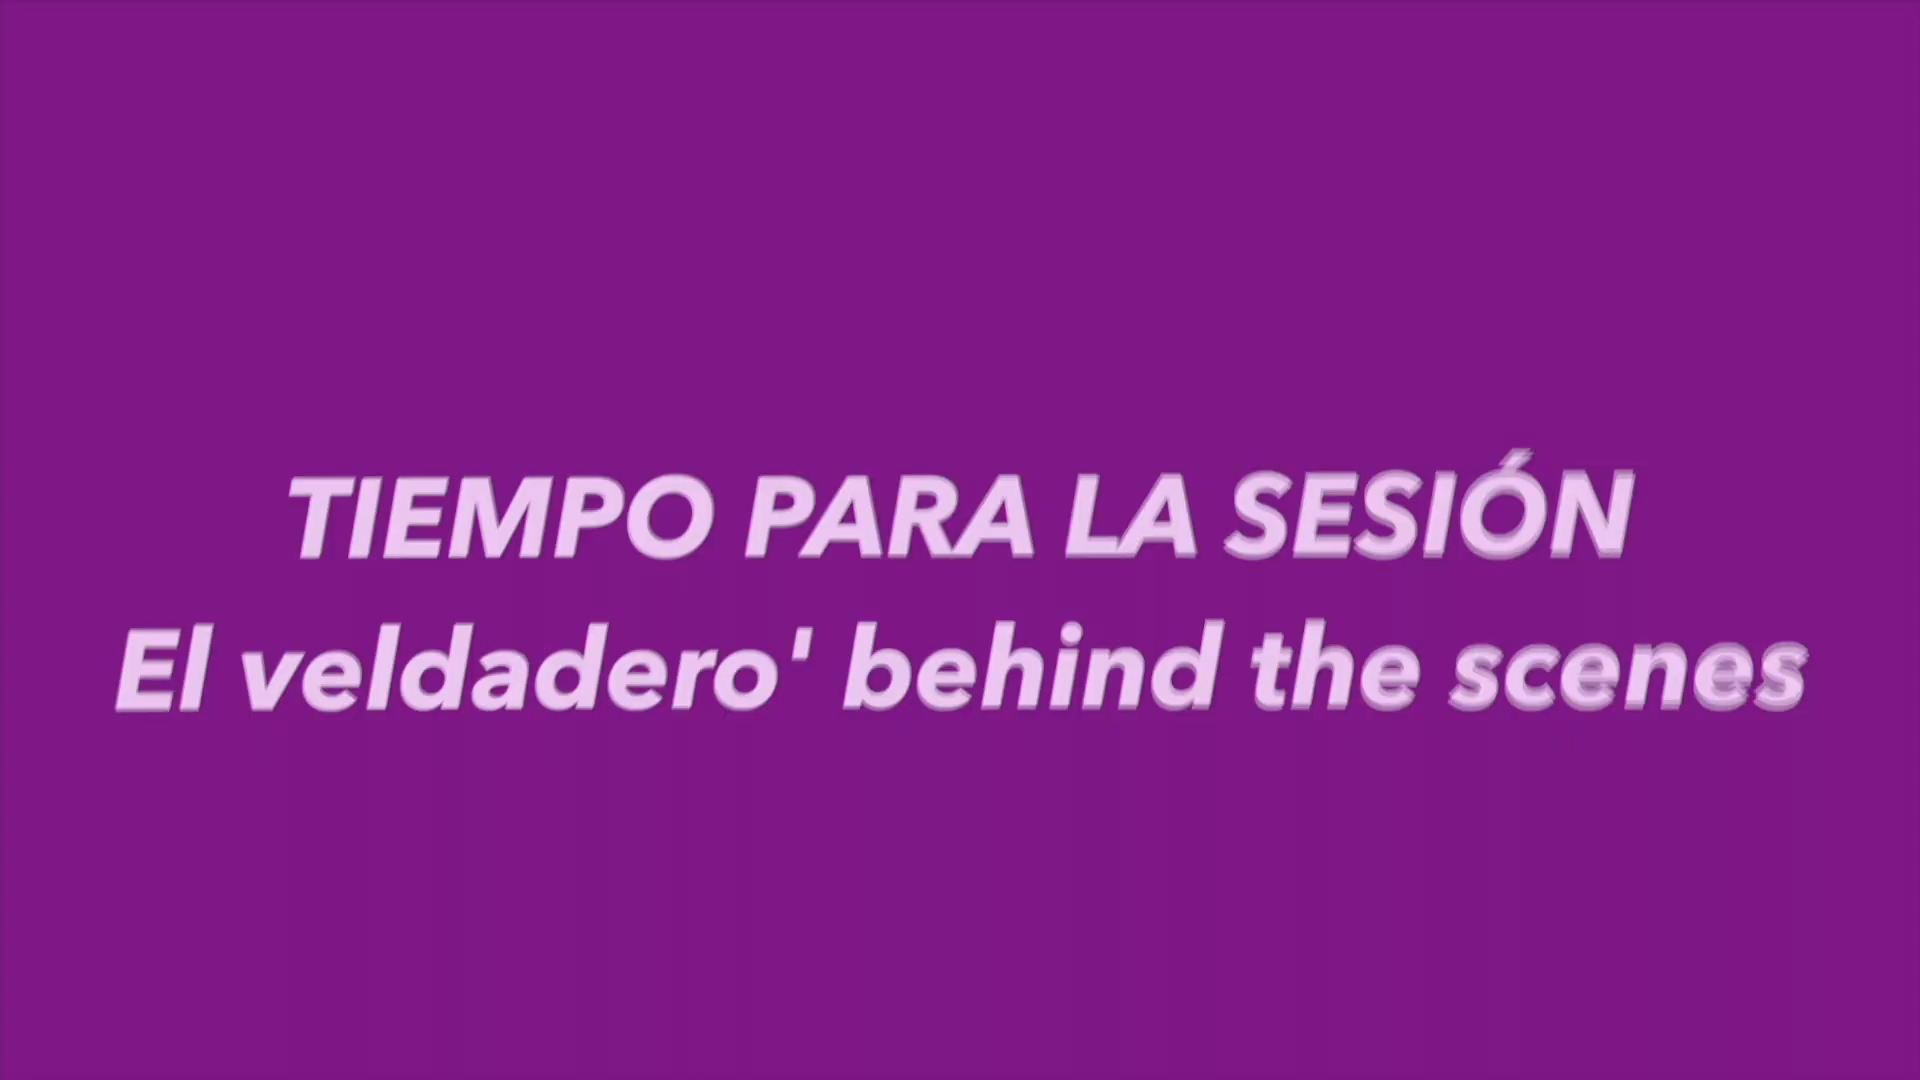 TIEMPO PARA LA SESIÓN
El veldadero' behind the scenes